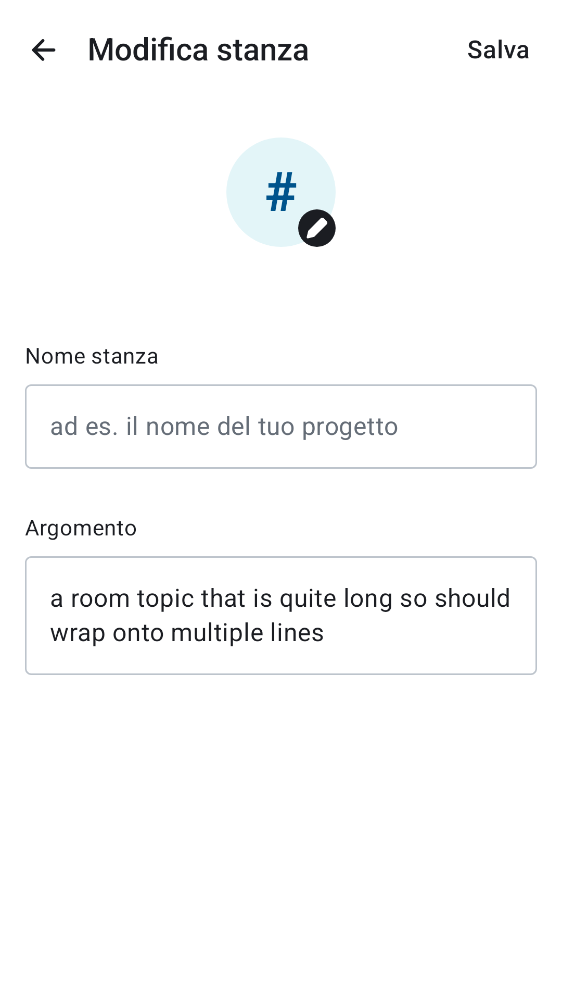 Modifica stanza
Salva
#
Nome stanza
ad es. il nome del tuo progetto
Argomento
a room topic that is quite long so should
wrap onto multiple lines